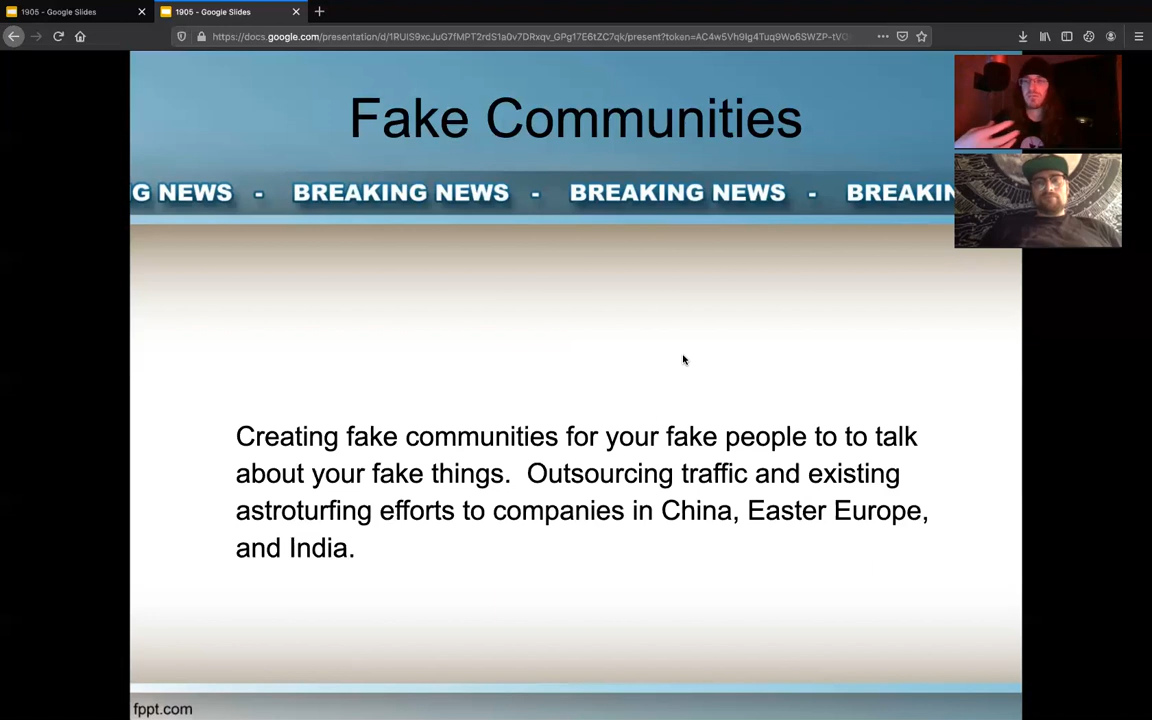 1905 - Google Slides
1905 - Google Slides
https://docs.google.com/presentation/d/1RUlS9xcJuG7fMPT2rdS1a0v7DRxqv_GPg17E6tZC7qk/present?token=AC4w5Vh9Ig4Tuq9Wo6SWZP-tVO
Fake Communities
G NEWS - BREAKING NEWS - BREAKING NEWS - BREAKIN
Creating fake communities for your fake people to to talk
about your fake things. Outsourcing traffic and existing
astroturfing efforts to companies in China, Easter Europe,
and India.
fppt.com